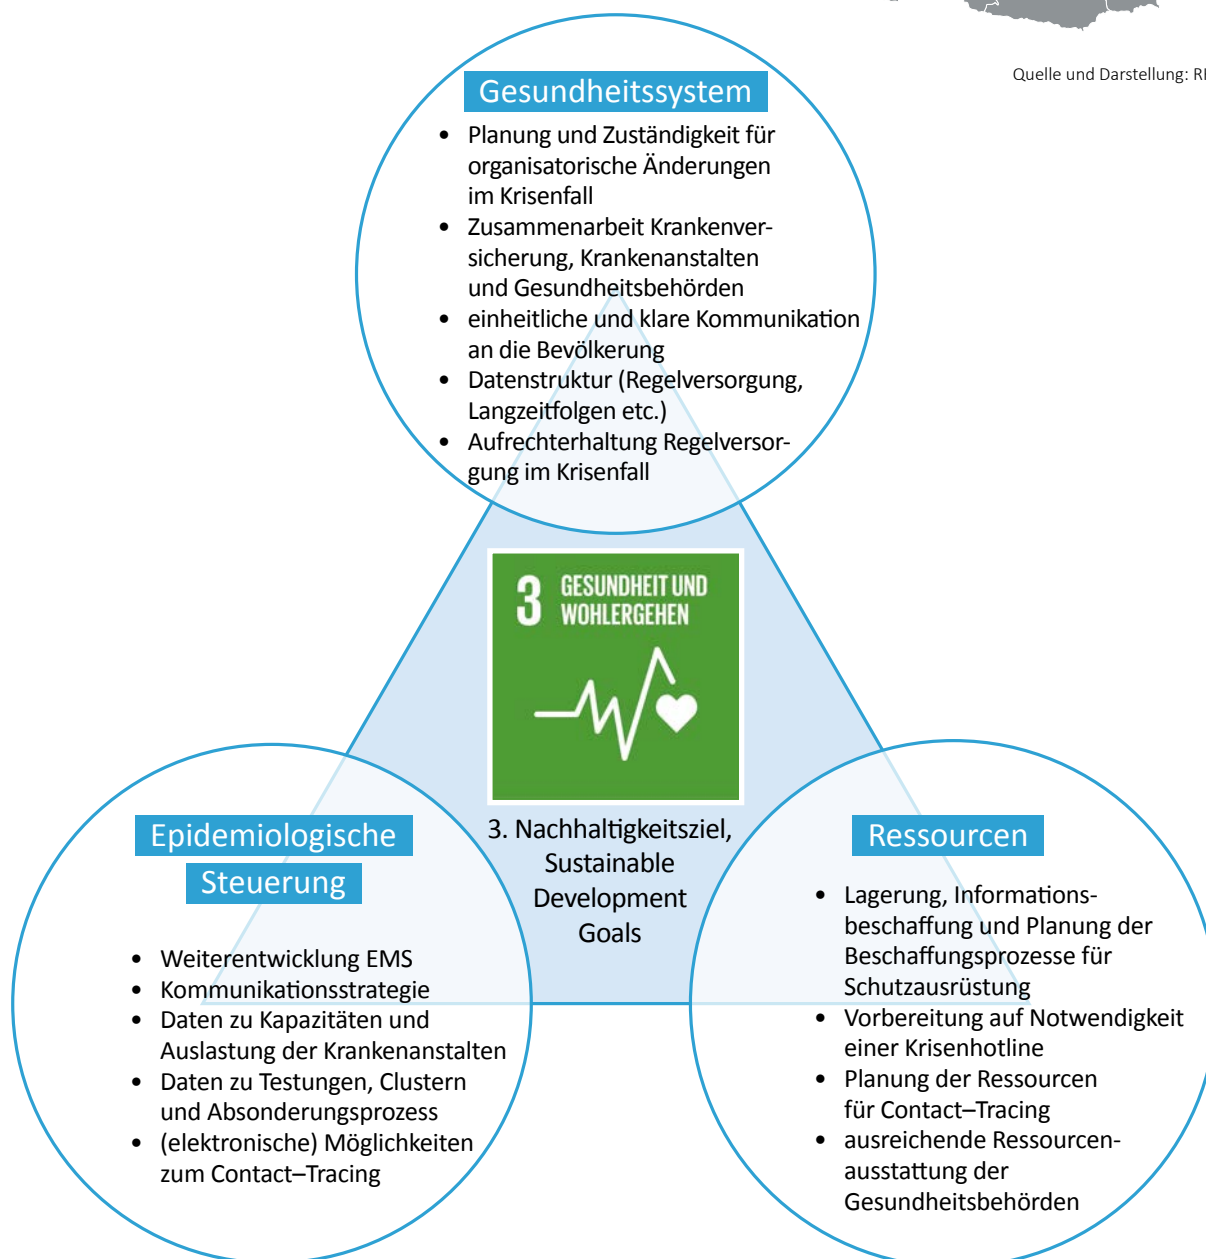 Quelle und Darstellung:
Gesundheitssystem
• Planung und Zuständigkeit für
organisatorische Änderungen
im Krisenfall
• Zusammenarbeit Krankenver-
sicherung, Krankenanstalten
und Gesundheitsbehörden
• einheitliche und klare Kommunikation
an die Bevölkerung
• Datenstruktur (Regelversorgung,
Langzeitfolgen etc.)
• Aufrechterhaltung Regelversor-
gung im Krisenfall
3 GESUNDHEIT UND
WOHLERGEHEN
3. Nachhaltigkeitsziel,
Sustainable
Development
Goals
Epidemiologische
Steuerung
• Weiterentwicklung EMS
• Kommunikationsstrategie
• Daten zu Kapazitäten und
Auslastung der Krankenanstalten
• Daten zu Testungen, Clustern
und Absonderungsprozess
• (elektronische) Möglichkeiten
zum Contact–Tracing
Ressourcen
• Lagerung, Informations-
beschaffung und Planung der
Beschaffungsprozesse für
Schutzausrüstung
• Vorbereitung auf Notwendigkeit
einer Krisenhotline
• Planung der Ressourcen
für Contact–Tracing
• ausreichende Ressourcen-
ausstattung der
Gesundheitsbehörden